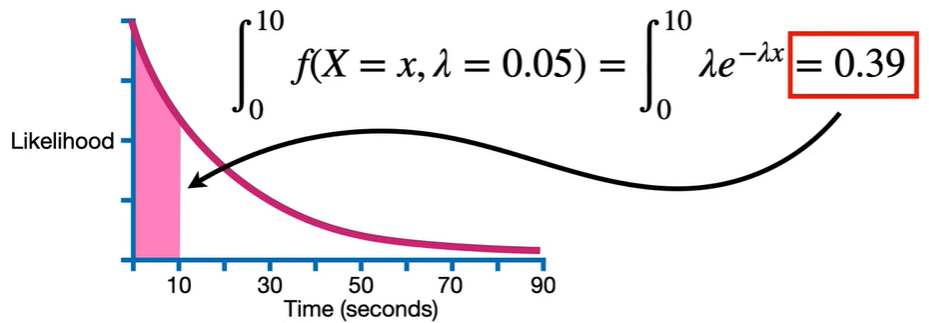 ∫₀¹⁰ f(X = x, λ = 0.05) = ∫₀¹⁰ λe^{−λx} = 0.39
Likelihood
10 30 50 70 90
Time (seconds)